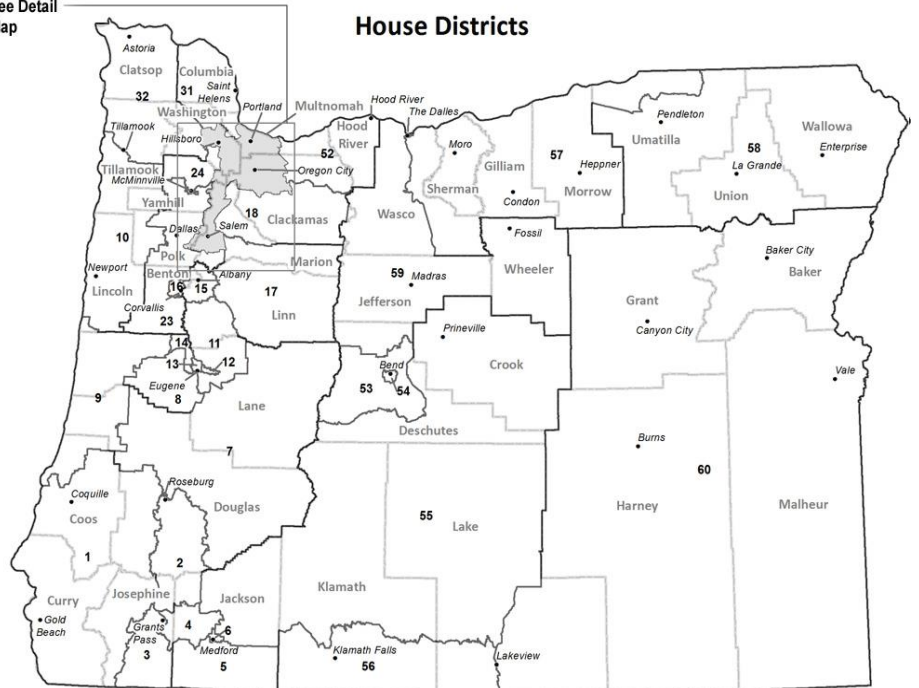 ee Detail
ap
House Districts
Astoria
Clatsop
Columbia
31
Saint
Helens
32
Washington
Portland
Multnomah
Hood River
The Dalles
Tillamook
Hillsboro
Hood
River
52
Moro
Gilliam
57
Heppner
Morrow
Pendleton
Umatilla
58
La Grande
Union
Wallowa
Enterprise
Tillamook
McMinnville
24
Oregon City
Sherman
Condon
Yamhill
18
Clackamas
Wasco
10
Dallas
Salem
Fossil
Polk
Marion
Baker City
Baker
Newport
Benton
Albany
59
Madras
Wheeler
Lincoln
16
15
17
Jefferson
Grant
Corvallis
Linn
Canyon City
23
Prineville
14
11
13
12
Crook
Bend
Vale
Eugene
8
53
54
9
Lane
Deschutes
7
Burns
60
Roseburg
Coquille
Douglas
Harney
Malheur
Coos
55
Lake
1
2
Klamath
Curry
Josephine
Jackson
Gold
Beach
Grants
Pass
4
6
Medford
3
5
Klamath Falls
56
Lakeview